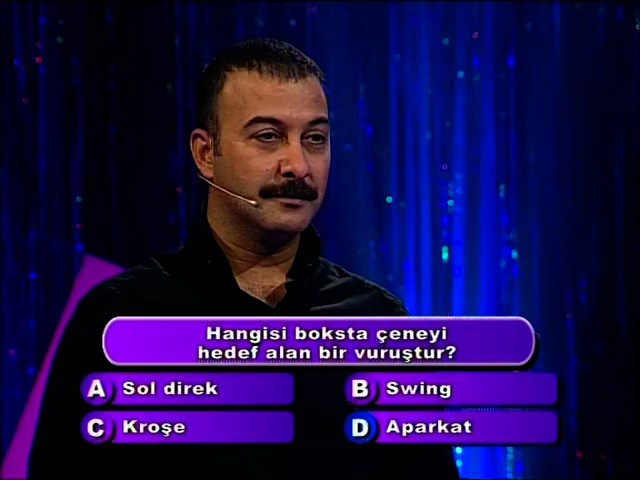 Hangisi boksta çeneyi
hedef alan bir vuruştur?
A Sol direk
B Swing
C Kroşe
D Aparkat